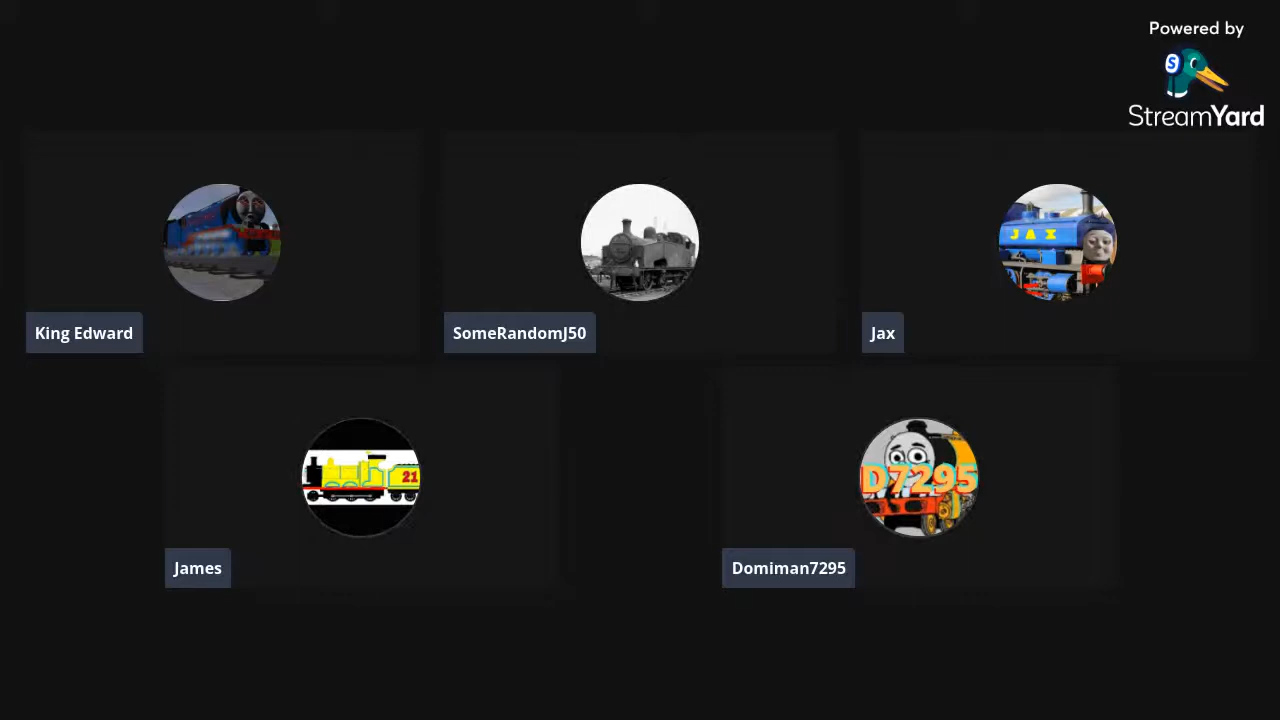 Powered by
S
StreamYard
JAX
King Edward
SomeRandomJ50
Jax
21
D7295
James
Domiman7295